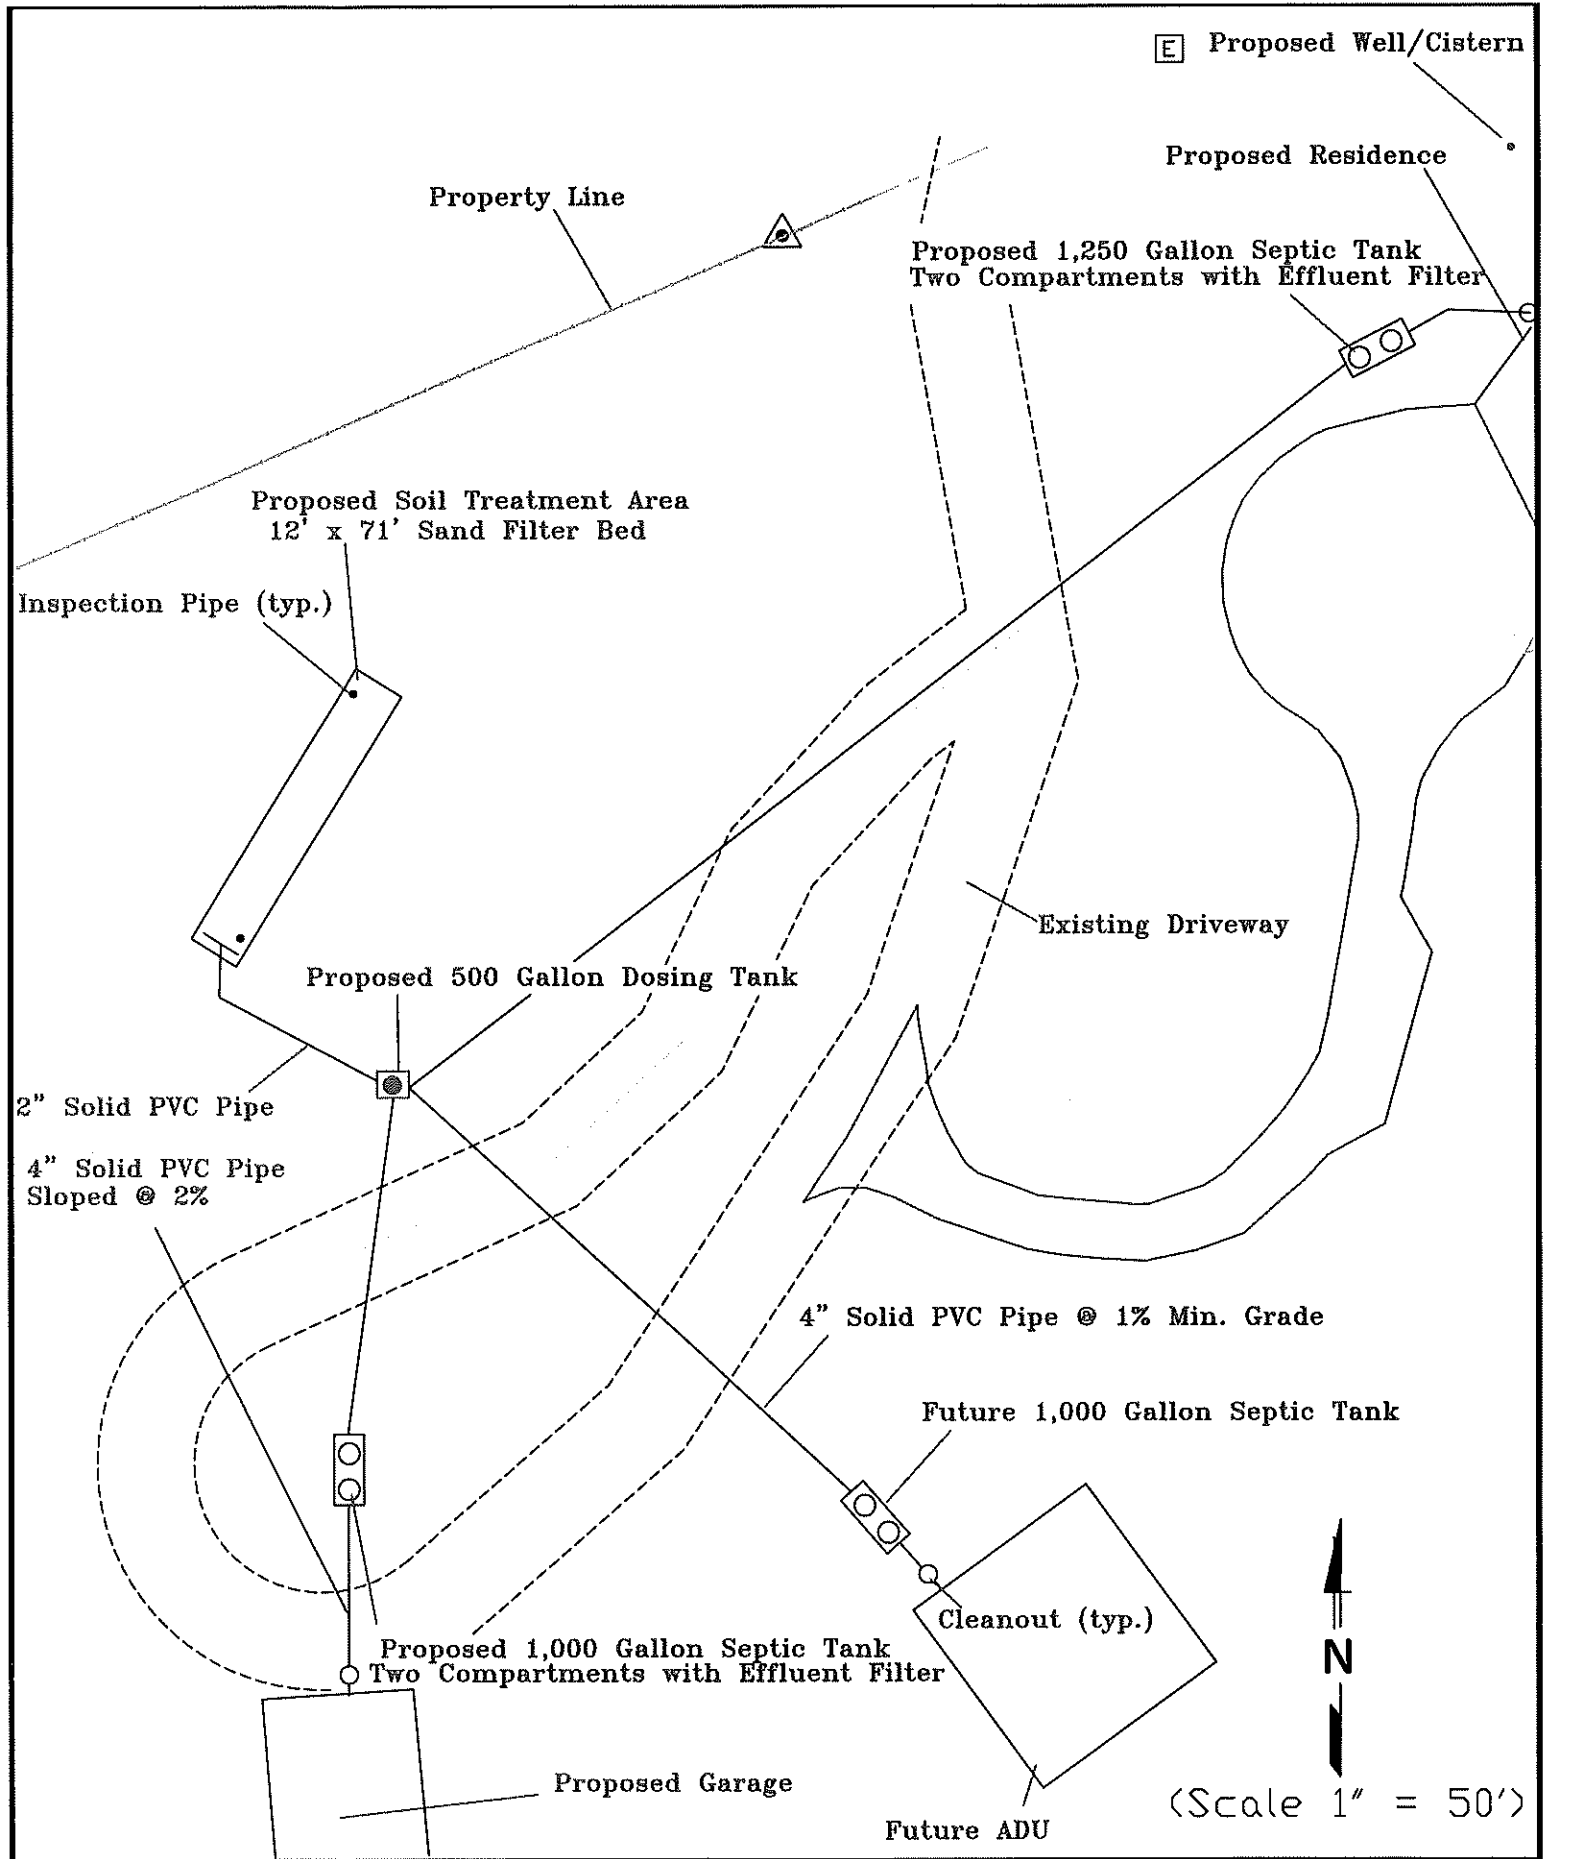 E Proposed Well/Cistern
Proposed Residence
Property Line
Proposed 1,250 Gallon Septic Tank
Two Compartments with Effluent Filter
Proposed Soil Treatment Area
12' x 71' Sand Filter Bed
Inspection Pipe (typ.)
Existing Driveway
Proposed 500 Gallon Dosing Tank
2" Solid PVC Pipe
4" Solid PVC Pipe
Sloped @ 2%
4" Solid PVC Pipe @ 1% Min. Grade
Future 1,000 Gallon Septic Tank
Cleanout (typ.)
Proposed 1,000 Gallon Septic Tank
Two Compartments with Effluent Filter
N
Proposed Garage
(Scale 1" = 50')
Future ADU